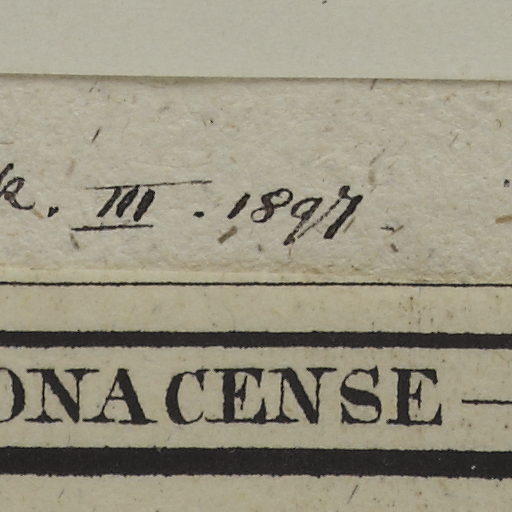 . III. 1897
ONACENSE —